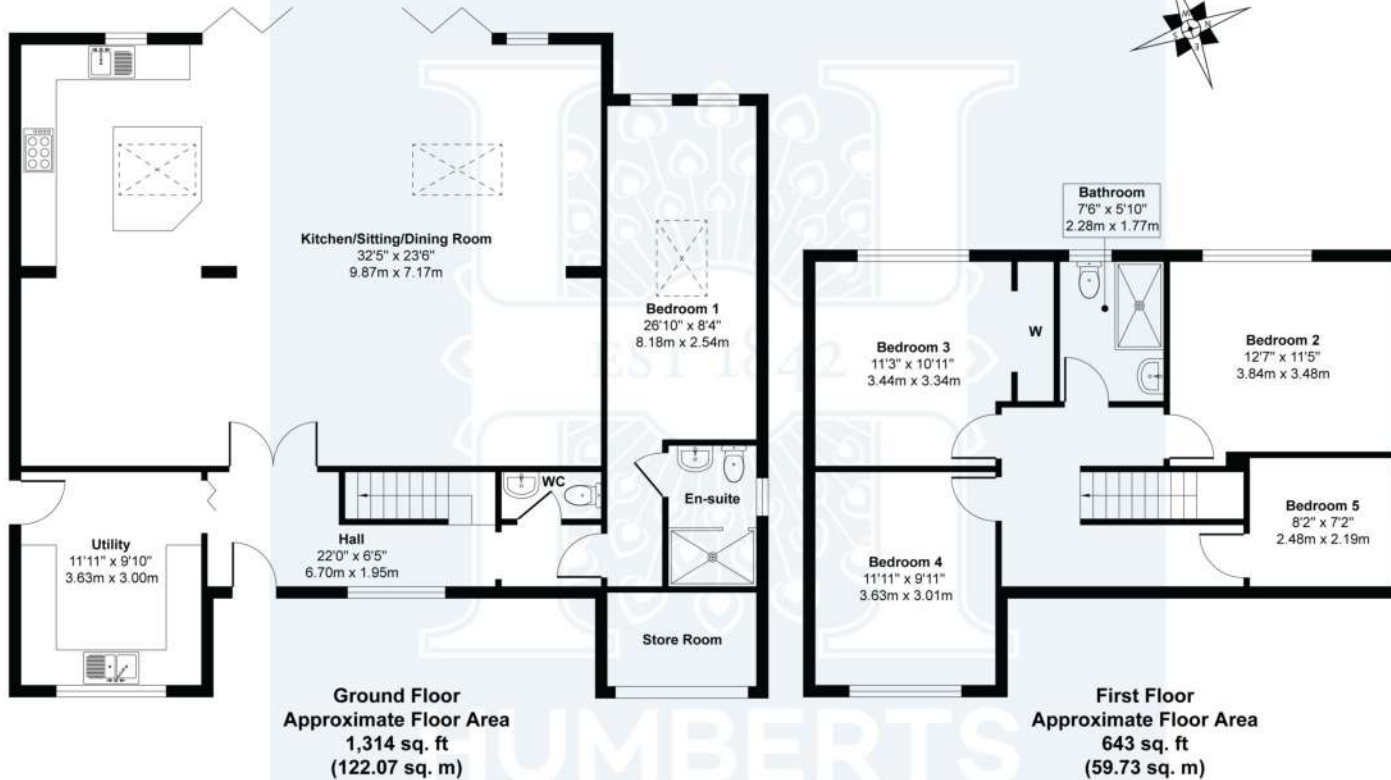 Kitchen/Sitting/Dining Room
32'5" x 23'6"
9.87m x 7.17m
Bedroom 1
26'10" x 8'4"
8.18m x 2.54m
En-suite
WC
Hall
22'0" x 6'5"
6.70m x 1.95m
Utility
11'11" x 9'10"
3.63m x 3.00m
Store Room
Ground Floor
Approximate Floor Area
1,314 sq. ft
(122.07 sq. m)
N
E
S
W
Bathroom
7'6" x 5'10"
2.28m x 1.77m
Bedroom 3
11'3" x 10'11"
3.44m x 3.34m
W
Bedroom 2
12'7" x 11'5"
3.84m x 3.48m
Bedroom 4
11'11" x 9'11"
3.63m x 3.01m
Bedroom 5
8'2" x 7'2"
2.48m x 2.19m
First Floor
Approximate Floor Area
643 sq. ft
(59.73 sq. m)
EST 1842
HUMBERTS